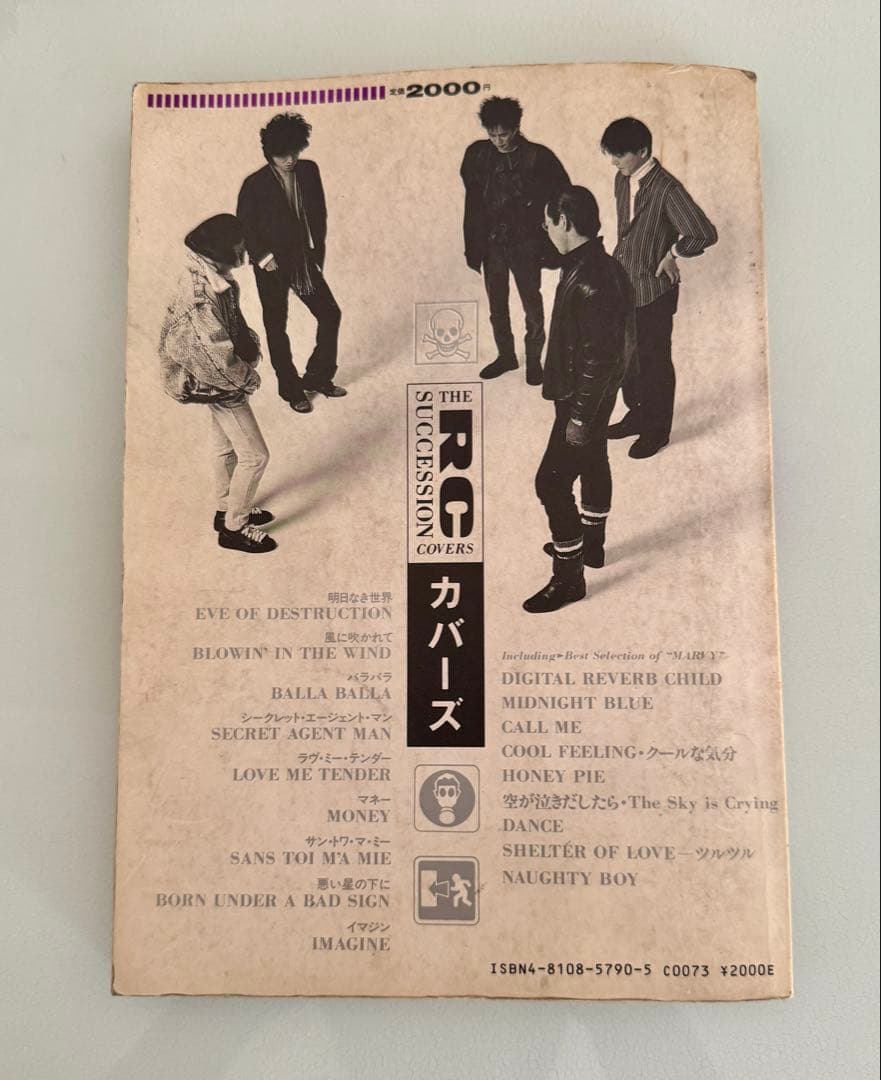 定価2000円
THE
RC
SUCCESSION
COVERS
カバーズ
明日なき世界
EVE OF DESTRUCTION
風に吹かれて
BLOWIN' IN THE WIND
バラバラ
BALLA BALLA
シークレット・エージェント・マン
SECRET AGENT MAN
ラヴ・ミー・テンダー
LOVE ME TENDER
マネー
MONEY
サン・トワ・マ・ミー
SANS TOI M'A MIE
悪い星の下に
BORN UNDER A BAD SIGN
イマジン
IMAGINE
Including▸Best Selection of "MARVY"
DIGITAL REVERB CHILD
MIDNIGHT BLUE
CALL ME
COOL FEELING・クールな気分
HONEY PIE
空が泣きだしたら・The Sky is Crying
DANCE
SHELTÉR OF LOVE—ツルツル
NAUGHTY BOY
ISBN4-8108-5790-5 C0073 ¥2000E